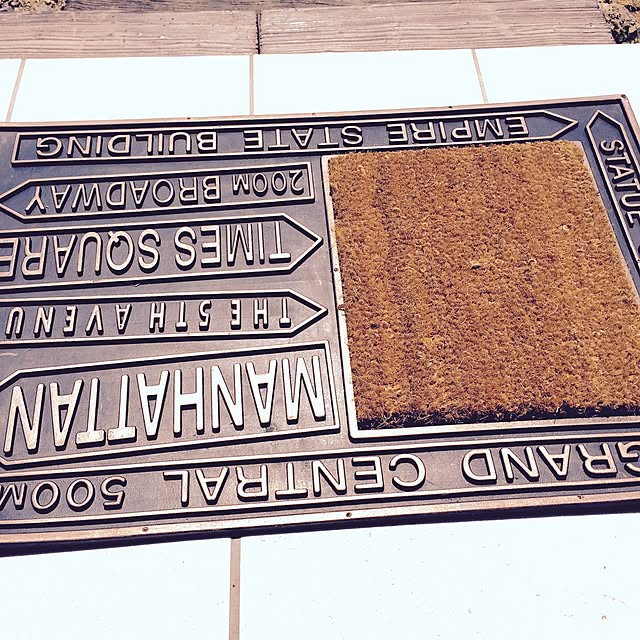 GRAND CENTRAL 500M
MANHATTAN
THE 5TH AVENU
TIMES SQUARE
200M BROADWAY
EMPIRE STATE BUILDING
STATUE